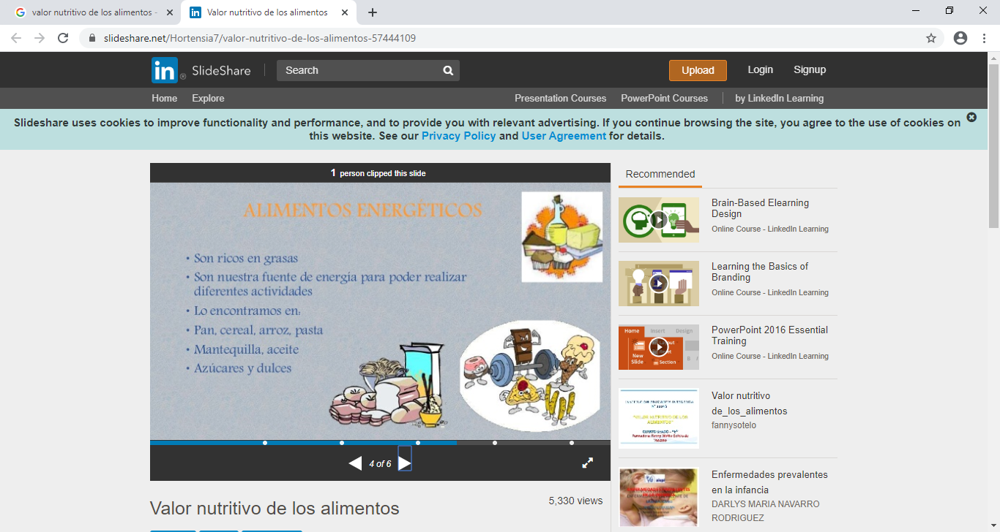 valor nutritivo de los alimentos -
Valor nutritivo de los alimentos
slideshare.net/Hortensia7/valor-nutritivo-de-los-alimentos-57444109
in ® SlideShare
Search
Upload
Login
Signup
Home
Explore
Presentation Courses
PowerPoint Courses
by LinkedIn Learning
Slideshare uses cookies to improve functionality and performance, and to provide you with relevant advertising. If you continue browsing the site, you agree to the use of cookies on
this website. See our Privacy Policy and User Agreement for details.
1 person clipped this slide
ALIMENTOS ENERGÉTICOS
• Son ricos en grasas
• Son nuestra fuente de energía para poder realizar
diferentes actividades
• Lo encontramos en:
• Pan, cereal, arroz, pasta
• Mantequilla, aceite
• Azúcares y dulces
4 of 6
Valor nutritivo de los alimentos
5,330 views
Recommended
Brain-Based Elearning
Design
Online Course - LinkedIn Learning
Learning the Basics of
Branding
Online Course - LinkedIn Learning
Home Insert Design
New
Slide
Section
PowerPoint 2016 Essential
Training
Online Course - LinkedIn Learning
Valor nutritivo
de_los_alimentos
fannysotelo
Enfermedades prevalentes
en la infancia
DARLYS MARIA NAVARRO
RODRIGUEZ